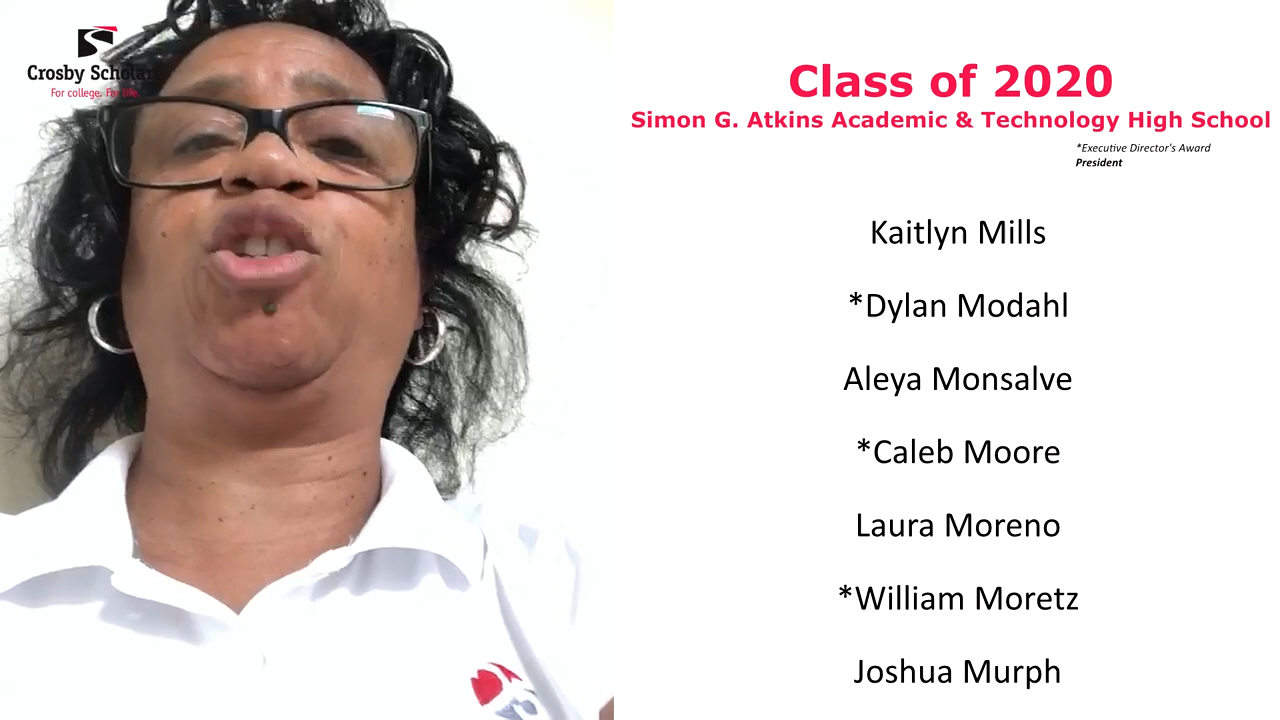 Crosby Scholars
For college. For life.
Class of 2020
Simon G. Atkins Academic & Technology High School
*Executive Director's Award
President
Kaitlyn Mills
*Dylan Modahl
Aleya Monsalve
*Caleb Moore
Laura Moreno
*William Moretz
Joshua Murph